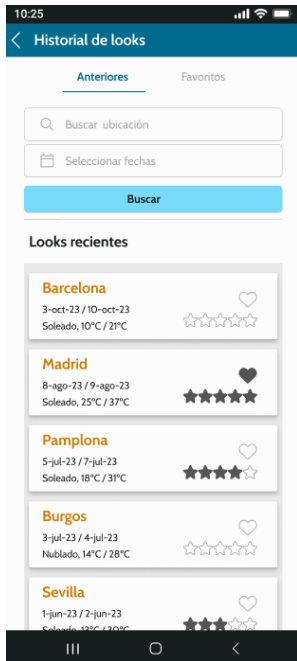 10:25
Historial de looks
Anteriores Favoritos
Buscar ubicación
Seleccionar fechas
Buscar
Looks recientes
Barcelona
3-oct-23 / 10-oct-23
Soleado, 10°C / 21°C
Madrid
8-ago-23 / 9-ago-23
Soleado, 25°C / 37°C
Pamplona
5-jul-23 / 7-jul-23
Soleado, 18°C / 31°C
Burgos
3-jul-23 / 4-jul-23
Nublado, 14°C / 28°C
Sevilla
1-jun-23 / 2-jun-23
Soleado, 13°C / 30°C